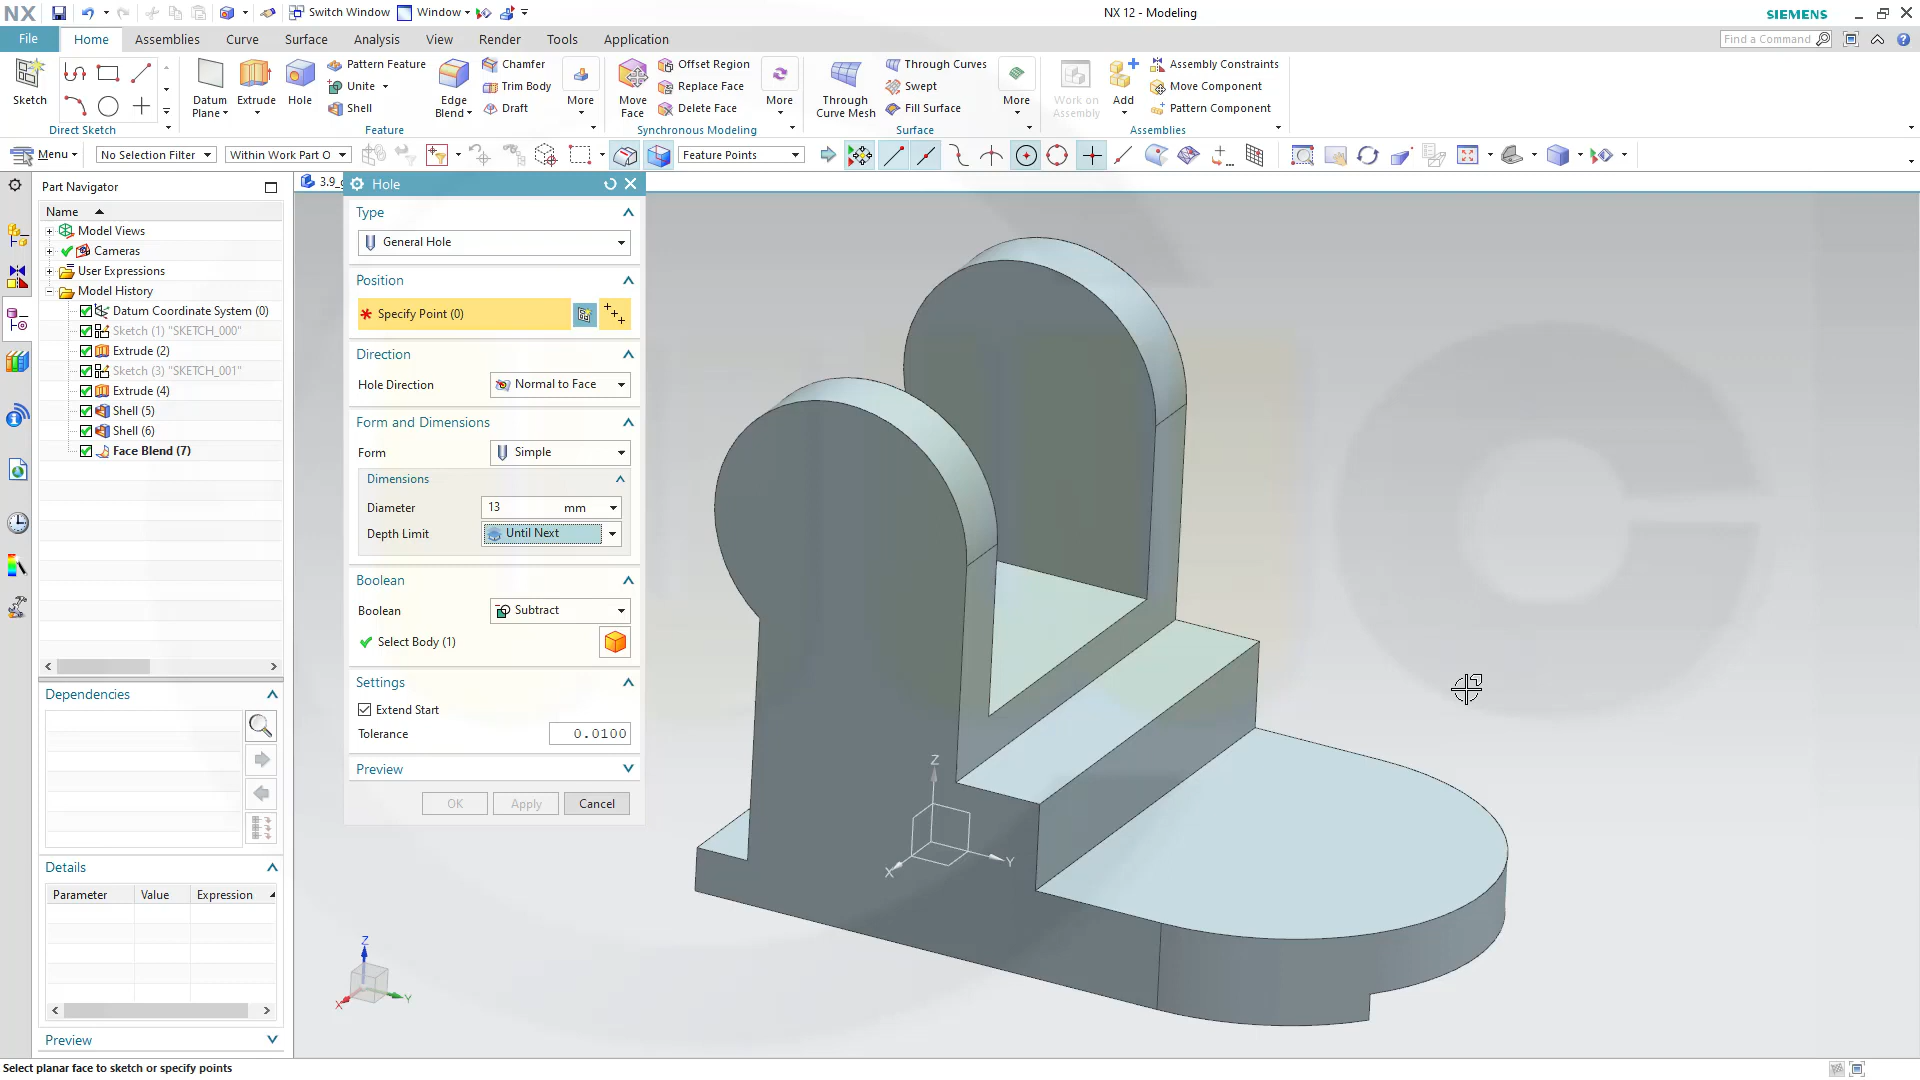 NX
Switch Window
Window
NX 12 - Modeling
SIEMENS
File
Home
Assemblies
Curve
Surface
Analysis
View
Render
Tools
Application
Find a Command
Sketch
Direct Sketch
Datum Plane
Extrude
Hole
Pattern Feature
Unite
Shell
Edge Blend
Chamfer
Trim Body
Draft
More
Feature
Move Face
Offset Region
Replace Face
Delete Face
More
Synchronous Modeling
Through Curve Mesh
Through Curves
Swept
Fill Surface
More
Surface
Work on Assembly
Add
Assembly Constraints
Move Component
Pattern Component
Assemblies
Menu
No Selection Filter
Within Work Part O
Feature Points
Part Navigator
Name
Model Views
Cameras
User Expressions
Model History
Datum Coordinate System (0)
Sketch (1) "SKETCH_000"
Extrude (2)
Sketch (3) "SKETCH_001"
Extrude (4)
Shell (5)
Shell (6)
Face Blend (7)
Dependencies
Details
Parameter
Value
Expression
Preview
3.9_
Hole
Type
General Hole
Position
* Specify Point (0)
Direction
Hole Direction
Normal to Face
Form and Dimensions
Form
Simple
Dimensions
Diameter
13
mm
Depth Limit
Until Next
Boolean
Boolean
Subtract
Select Body (1)
Settings
Extend Start
Tolerance
0.0100
Preview
OK
Apply
Cancel
Z
X
Y
Z
X
Y
Select planar face to sketch or specify points